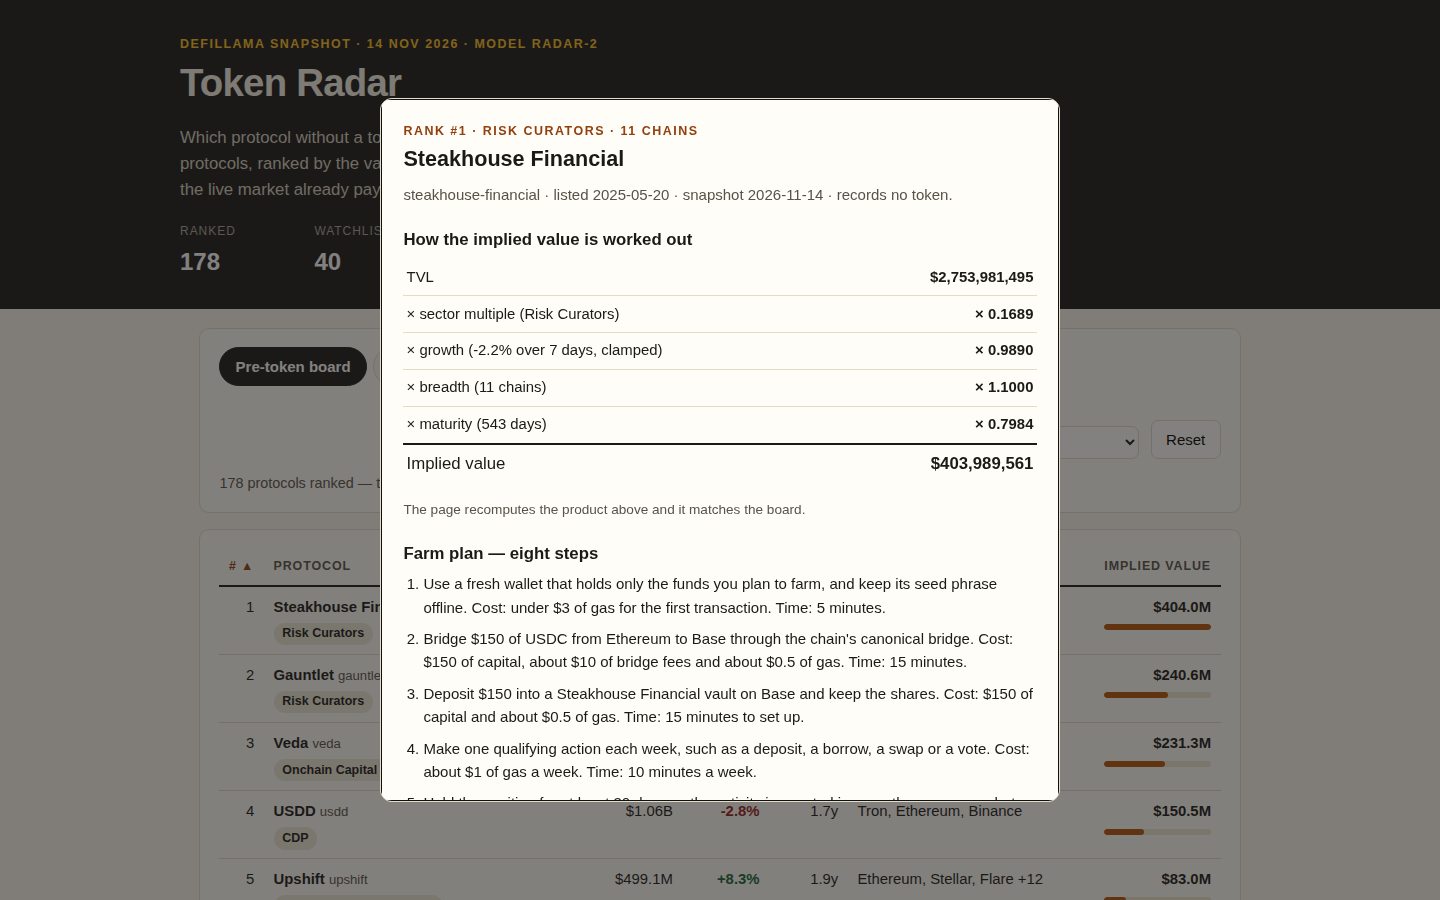 DEFILLAMA SNAPSHOT · 14 NOV 2026 · MODEL RADAR-2
Token Radar
Which protocol without a to
protocols, ranked by the va
the live market already pay
RANKED
WATCHLIS
178
40
RANK #1 · RISK CURATORS · 11 CHAINS
Steakhouse Financial
steakhouse-financial · listed 2025-05-20 · snapshot 2026-11-14 · records no token.
How the implied value is worked out
TVL $2,753,981,495
× sector multiple (Risk Curators) × 0.1689
× growth (-2.2% over 7 days, clamped) × 0.9890
× breadth (11 chains) × 1.1000
× maturity (543 days) × 0.7984
Implied value $403,989,561
The page recomputes the product above and it matches the board.
Farm plan — eight steps
1. Use a fresh wallet that holds only the funds you plan to farm, and keep its seed phrase
offline. Cost: under $3 of gas for the first transaction. Time: 5 minutes.
2. Bridge $150 of USDC from Ethereum to Base through the chain's canonical bridge. Cost:
$150 of capital, about $10 of bridge fees and about $0.5 of gas. Time: 15 minutes.
3. Deposit $150 into a Steakhouse Financial vault on Base and keep the shares. Cost: $150 of
capital and about $0.5 of gas. Time: 15 minutes to set up.
4. Make one qualifying action each week, such as a deposit, a borrow, a swap or a vote. Cost:
about $1 of gas a week. Time: 10 minutes a week.
Pre-token board
Reset
178 protocols ranked — t
# ▲ PROTOCOL IMPLIED VALUE
1 Steakhouse Fin $404.0M
Risk Curators
2 Gauntlet gauntle $240.6M
Risk Curators
3 Veda veda $231.3M
Onchain Capital
4 USDD usdd $1.06B -2.8% 1.7y Tron, Ethereum, Binance $150.5M
CDP
5 Upshift upshift $499.1M +8.3% 1.9y Ethereum, Stellar, Flare +12 $83.0M